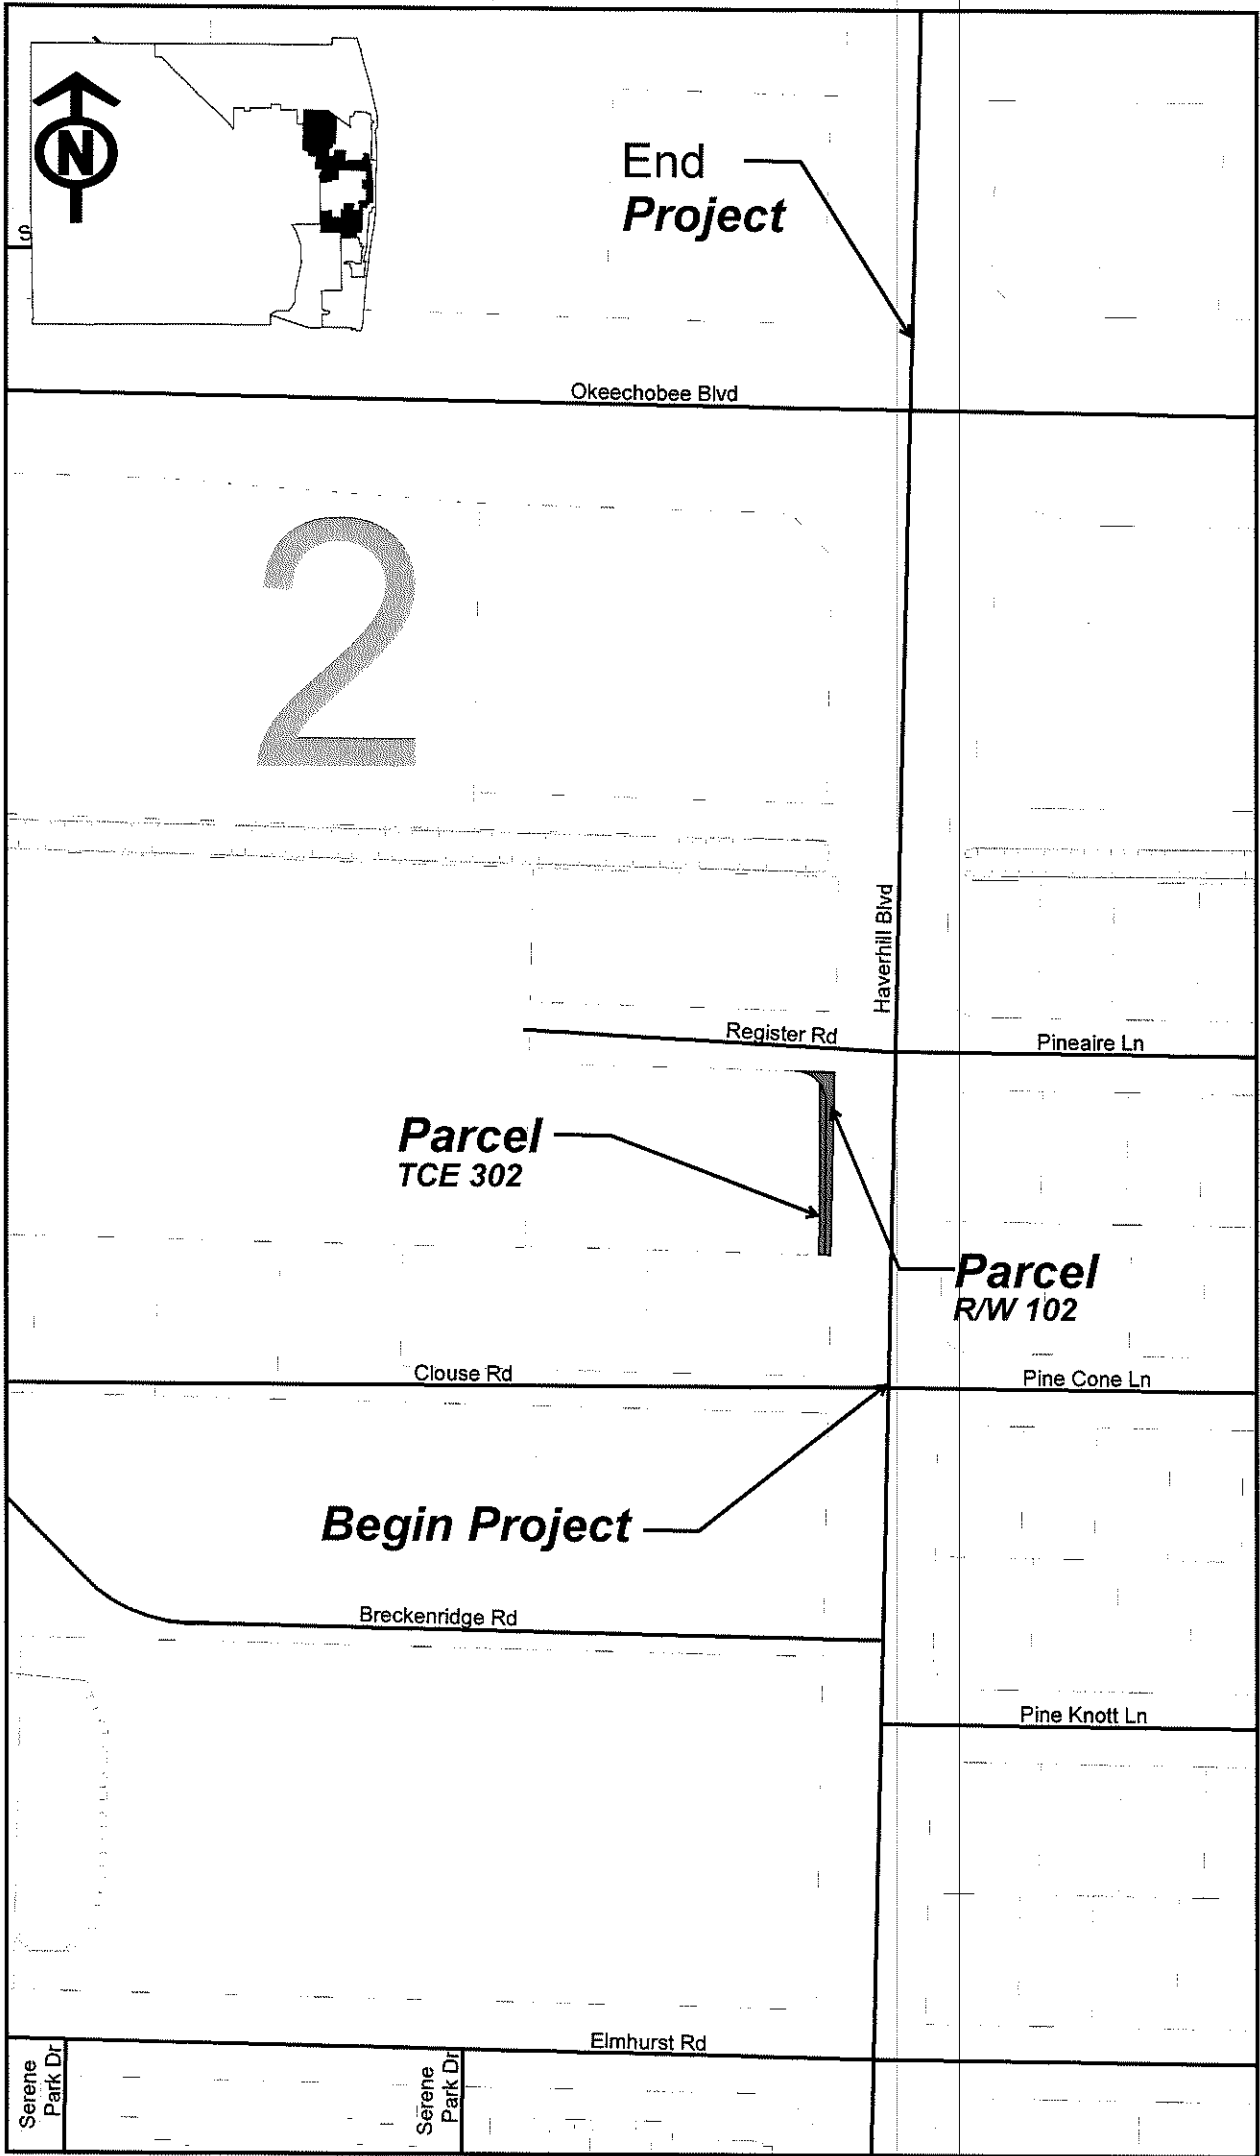 N
S
End
Project
Okeechobee Blvd
2
Haverhill Blvd
Register Rd
Pineaire Ln
Parcel
TCE 302
Parcel
R/W 102
Clouse Rd
Pine Cone Ln
Begin Project
Breckenridge Rd
Pine Knott Ln
Elmhurst Rd
Serene
Park Dr
Serene
Park Dr